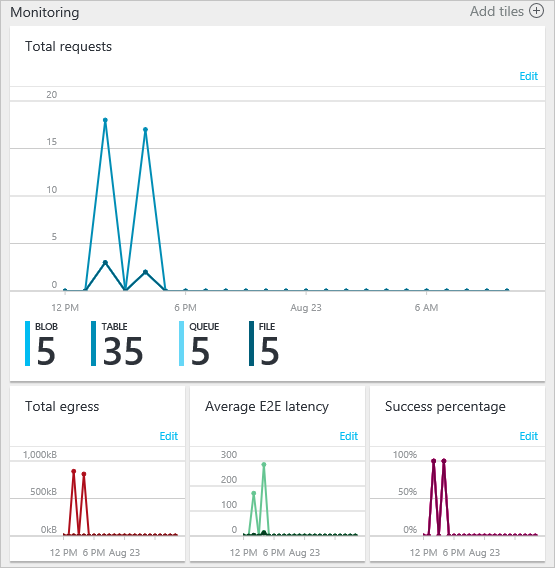 Monitoring
Add tiles
Total requests
Edit
20
15
10
5
0
12 PM 6 PM Aug 23 6 AM
BLOB TABLE QUEUE FILE
5 35 5 5
Total egress
Edit
1,000kB
500kB
0kB
12 PM 6 PM Aug 23
Average E2E latency
Edit
300
200
100
0
12 PM 6 PM Aug 23
Success percentage
Edit
100%
50%
0%
12 PM 6 PM Aug 23